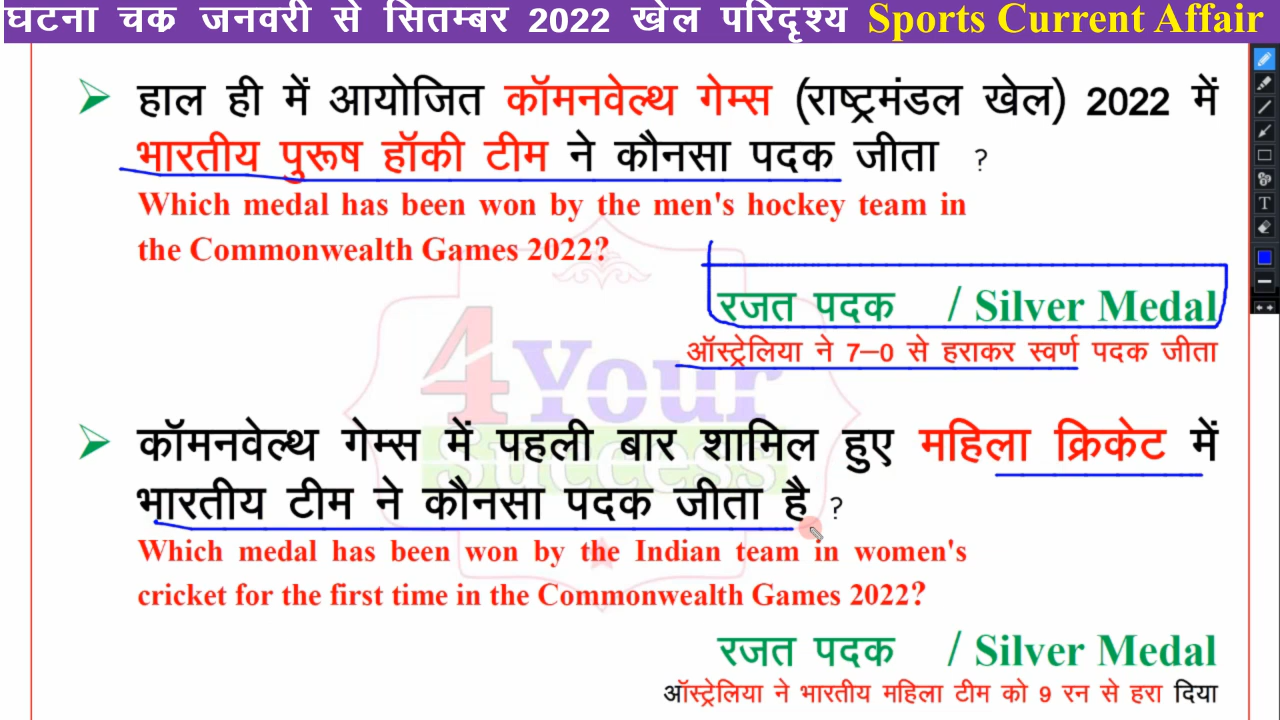 घटना चक्र जनवरी से सितम्बर 2022 खेल परिदृश्य Sports Current Affair
हाल ही में आयोजित कॉमनवेल्थ गेम्स (राष्ट्रमंडल खेल) 2022 में
भारतीय पुरूष हॉकी टीम ने कौनसा पदक जीता ?
Which medal has been won by the men's hockey team in
the Commonwealth Games 2022?
रजत पदक / Silver Medal
ऑस्ट्रेलिया ने 7–0 से हराकर स्वर्ण पदक जीता
4Your
Success
कॉमनवेल्थ गेम्स में पहली बार शामिल हुए महिला क्रिकेट में
भारतीय टीम ने कौनसा पदक जीता है ?
Which medal has been won by the Indian team in women's
cricket for the first time in the Commonwealth Games 2022?
रजत पदक / Silver Medal
ऑस्ट्रेलिया ने भारतीय महिला टीम को 9 रन से हरा दिया